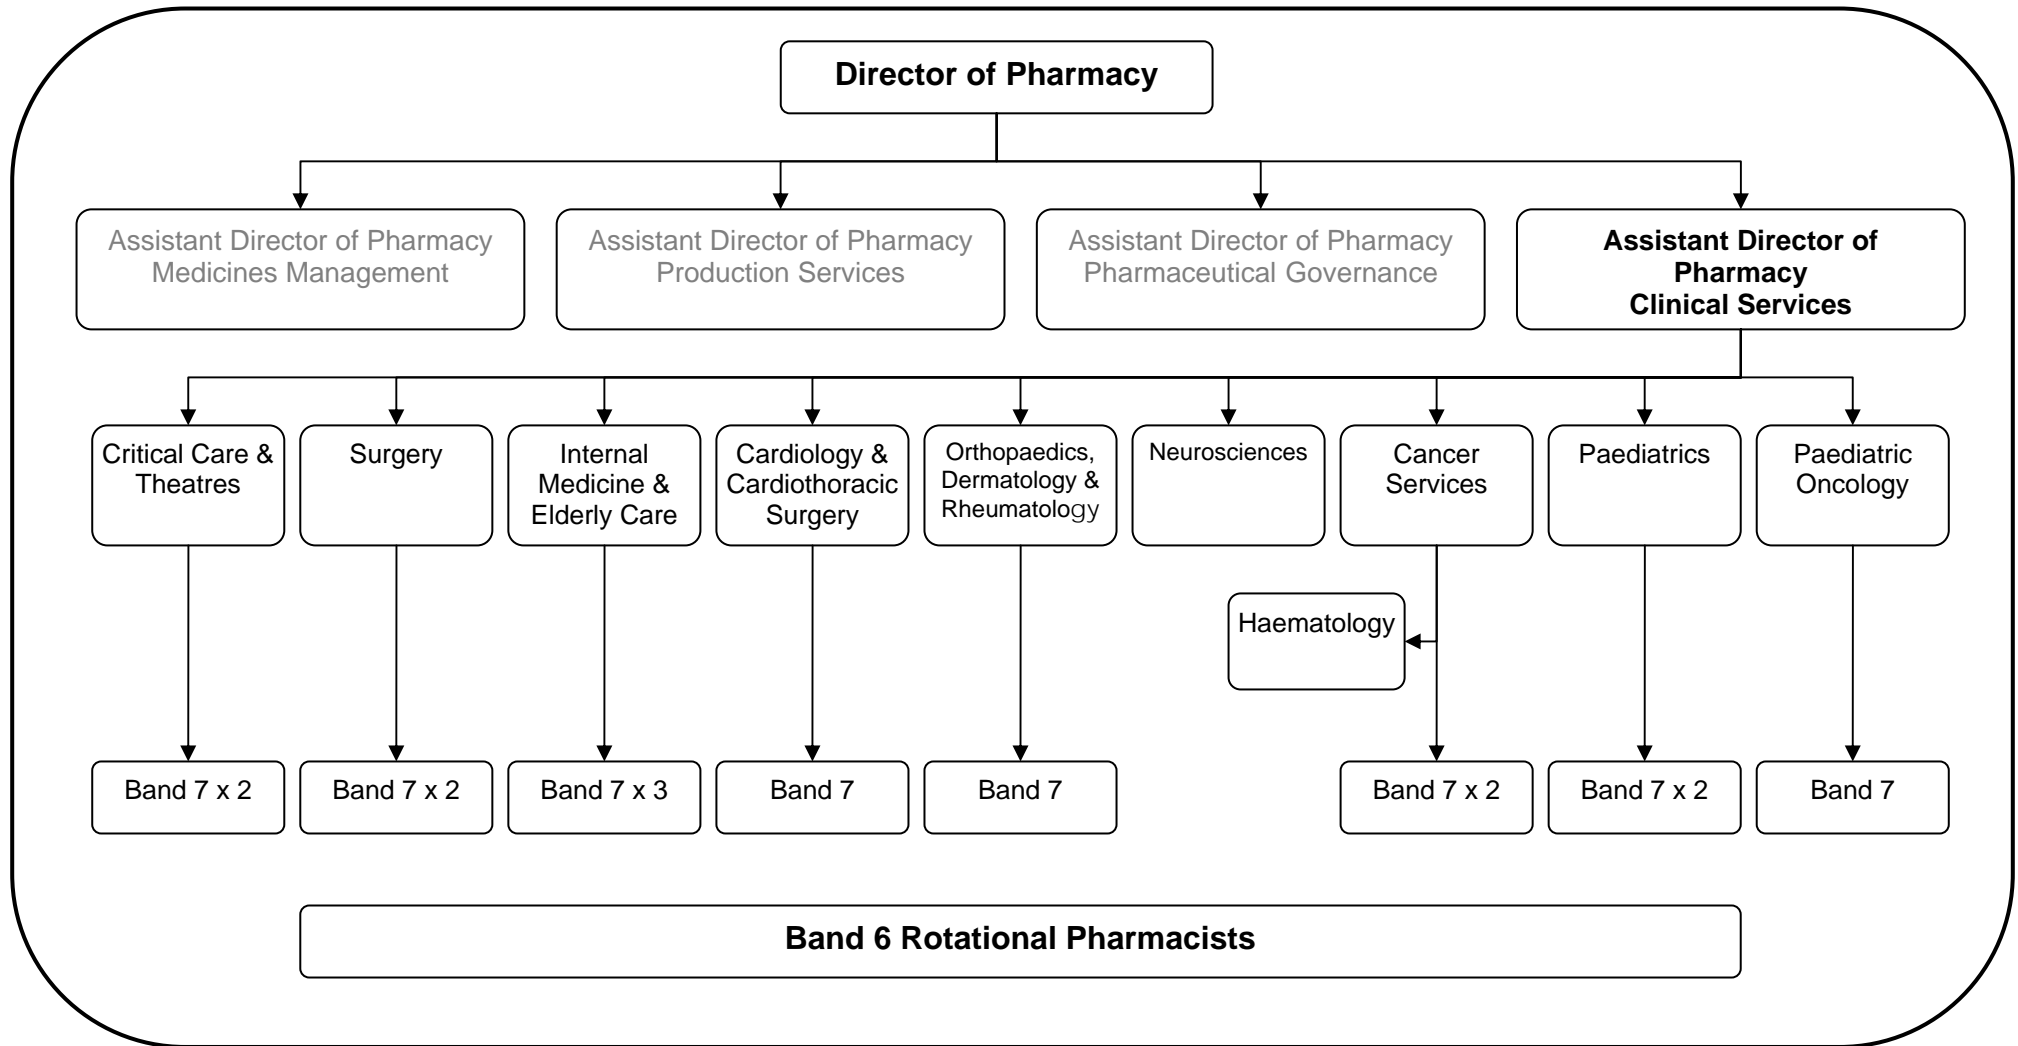 Director of Pharmacy
Assistant Director of Pharmacy
Medicines Management
Assistant Director of Pharmacy
Production Services
Assistant Director of Pharmacy
Pharmaceutical Governance
Assistant Director of
Pharmacy
Clinical Services
Critical Care &
Theatres
Surgery
Internal
Medicine &
Elderly Care
Cardiology &
Cardiothoracic
Surgery
Orthopaedics,
Dermatology &
Rheumatology
Neurosciences
Cancer
Services
Paediatrics
Paediatric
Oncology
Haematology
Band 7 x 2
Band 7 x 2
Band 7 x 3
Band 7
Band 7
Band 7 x 2
Band 7 x 2
Band 7
Band 6 Rotational Pharmacists